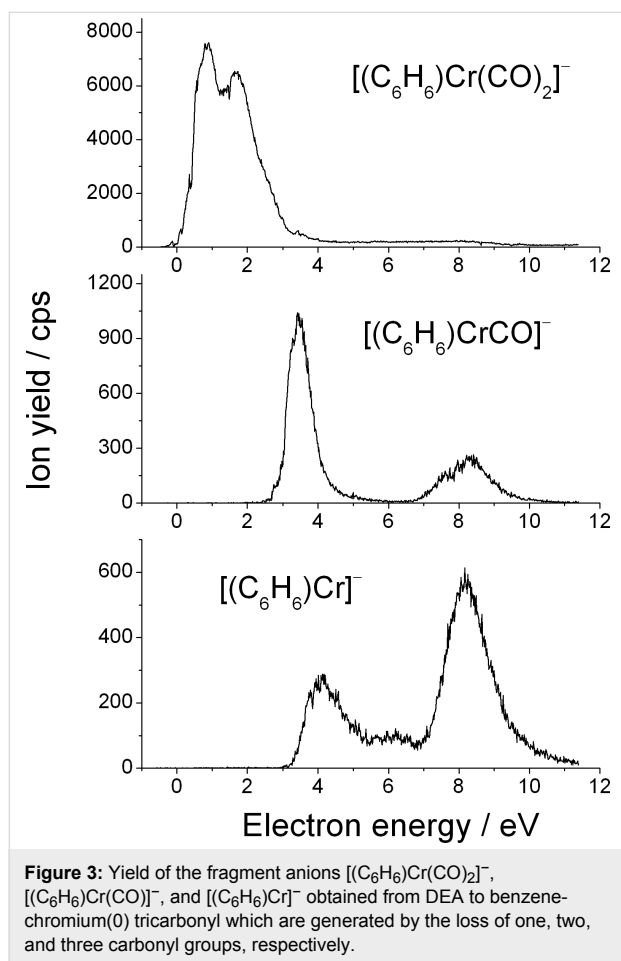 8000
[(C₆H₆)Cr(CO)₂]⁻
6000
4000
2000
0
0 2 4 6 8 10 12
1200
[(C₆H₆)CrCO]⁻
900
600
300
0
0 2 4 6 8 10 12
Ion yield / cps
[(C₆H₆)Cr]⁻
600
400
200
0
0 2 4 6 8 10 12
Electron energy / eV
Figure 3: Yield of the fragment anions [(C₆H₆)Cr(CO)₂]⁻,
[(C₆H₆)Cr(CO)]⁻, and [(C₆H₆)Cr]⁻ obtained from DEA to benzene-
chromium(0) tricarbonyl which are generated by the loss of one, two,
and three carbonyl groups, respectively.